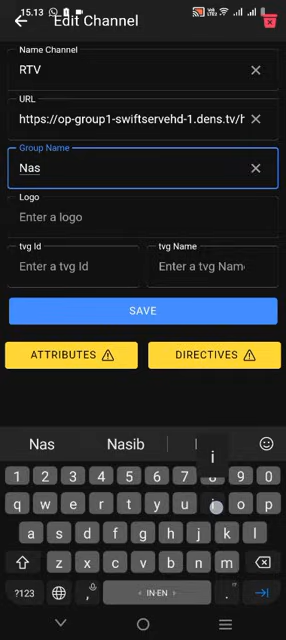 15.13
Edit Channel
Name Channel
RTV
URL
https://op-group1-swiftservehd-1.dens.tv/h
Group Name
Nas
Logo
Enter a logo
tvg Id
tvg Name
Enter a tvg Id
Enter a tvg Nam
SAVE
ATTRIBUTES
DIRECTIVES
Nas
Nasib
i
1 2 3 4 5 6 7 8 9 0
q w e r t y u i o p
a s d f g h j k l
z x c v b n m
?123
,
IN·EN
.